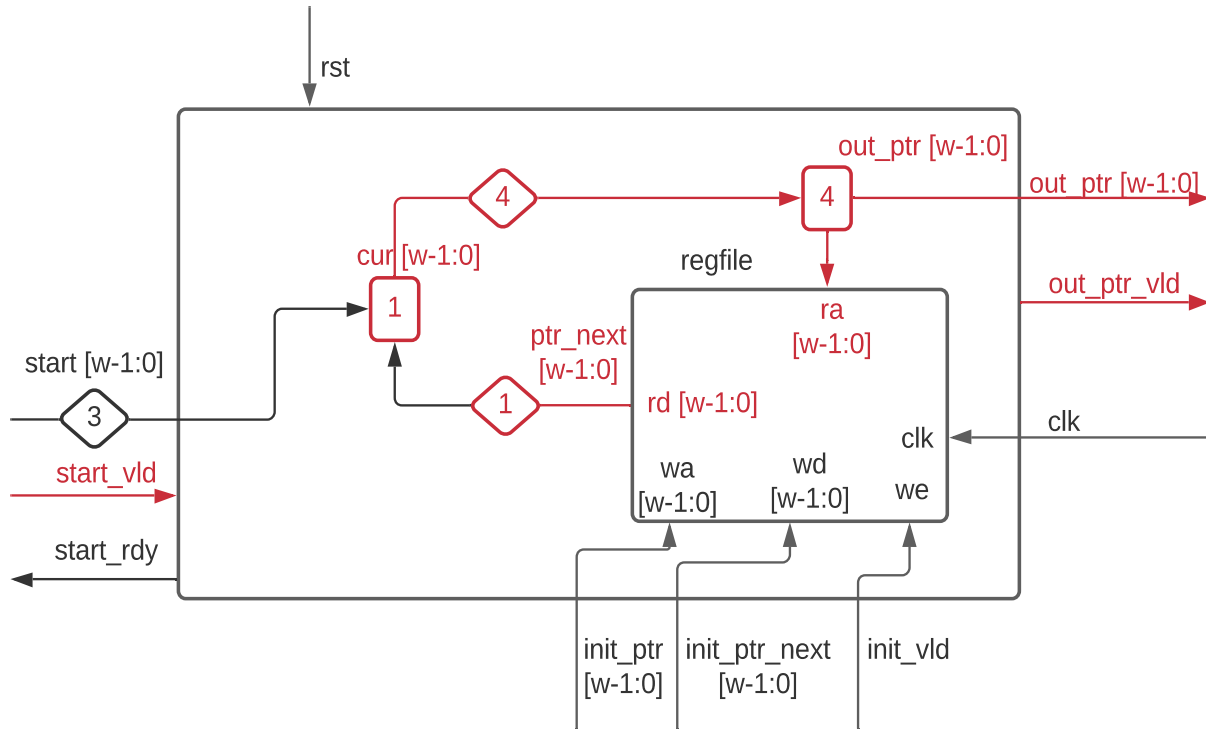 rst
out_ptr [w-1:0]
out_ptr [w-1:0]
4
4
cur [w-1:0]
regfile
out_ptr_vld
1
ra
[w-1:0]
ptr_next
[w-1:0]
start [w-1:0]
3
1
rd [w-1:0]
clk
clk
start_vld
wa
[w-1:0]
wd
[w-1:0]
we
start_rdy
init_ptr
[w-1:0]
init_ptr_next
[w-1:0]
init_vld